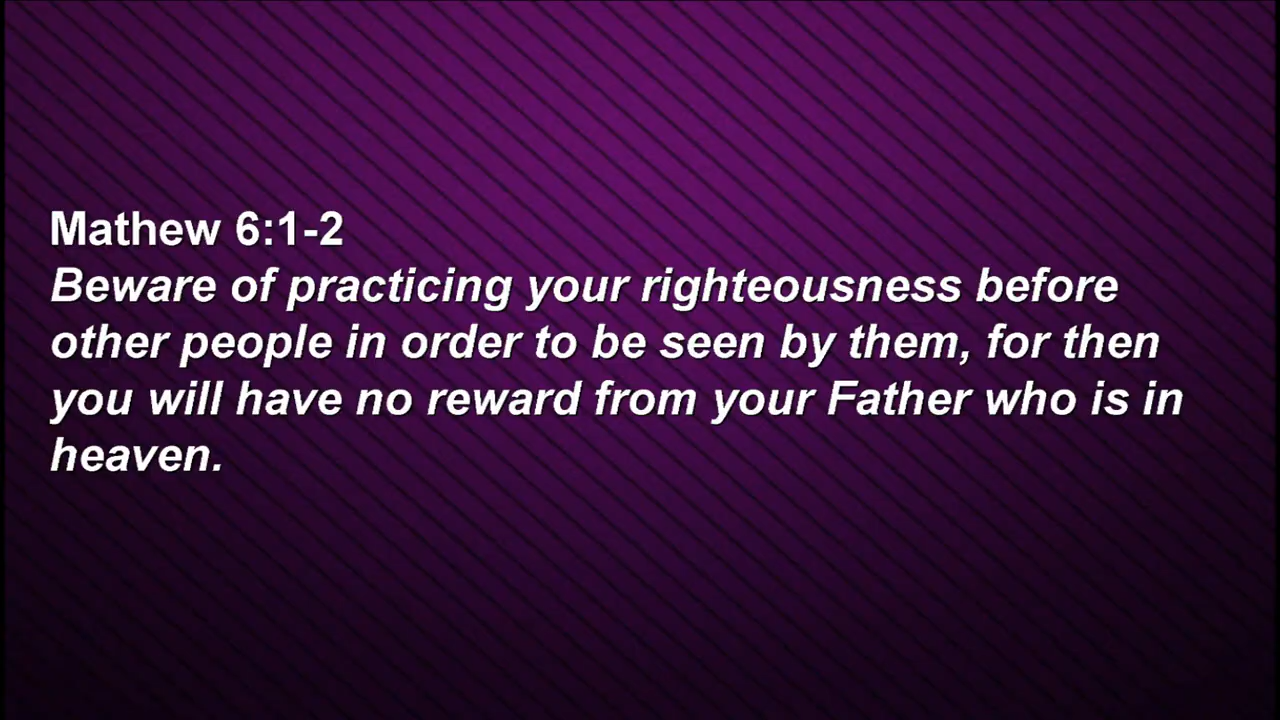 Mathew 6:1-2
Beware of practicing your righteousness before
other people in order to be seen by them, for then
you will have no reward from your Father who is in
heaven.